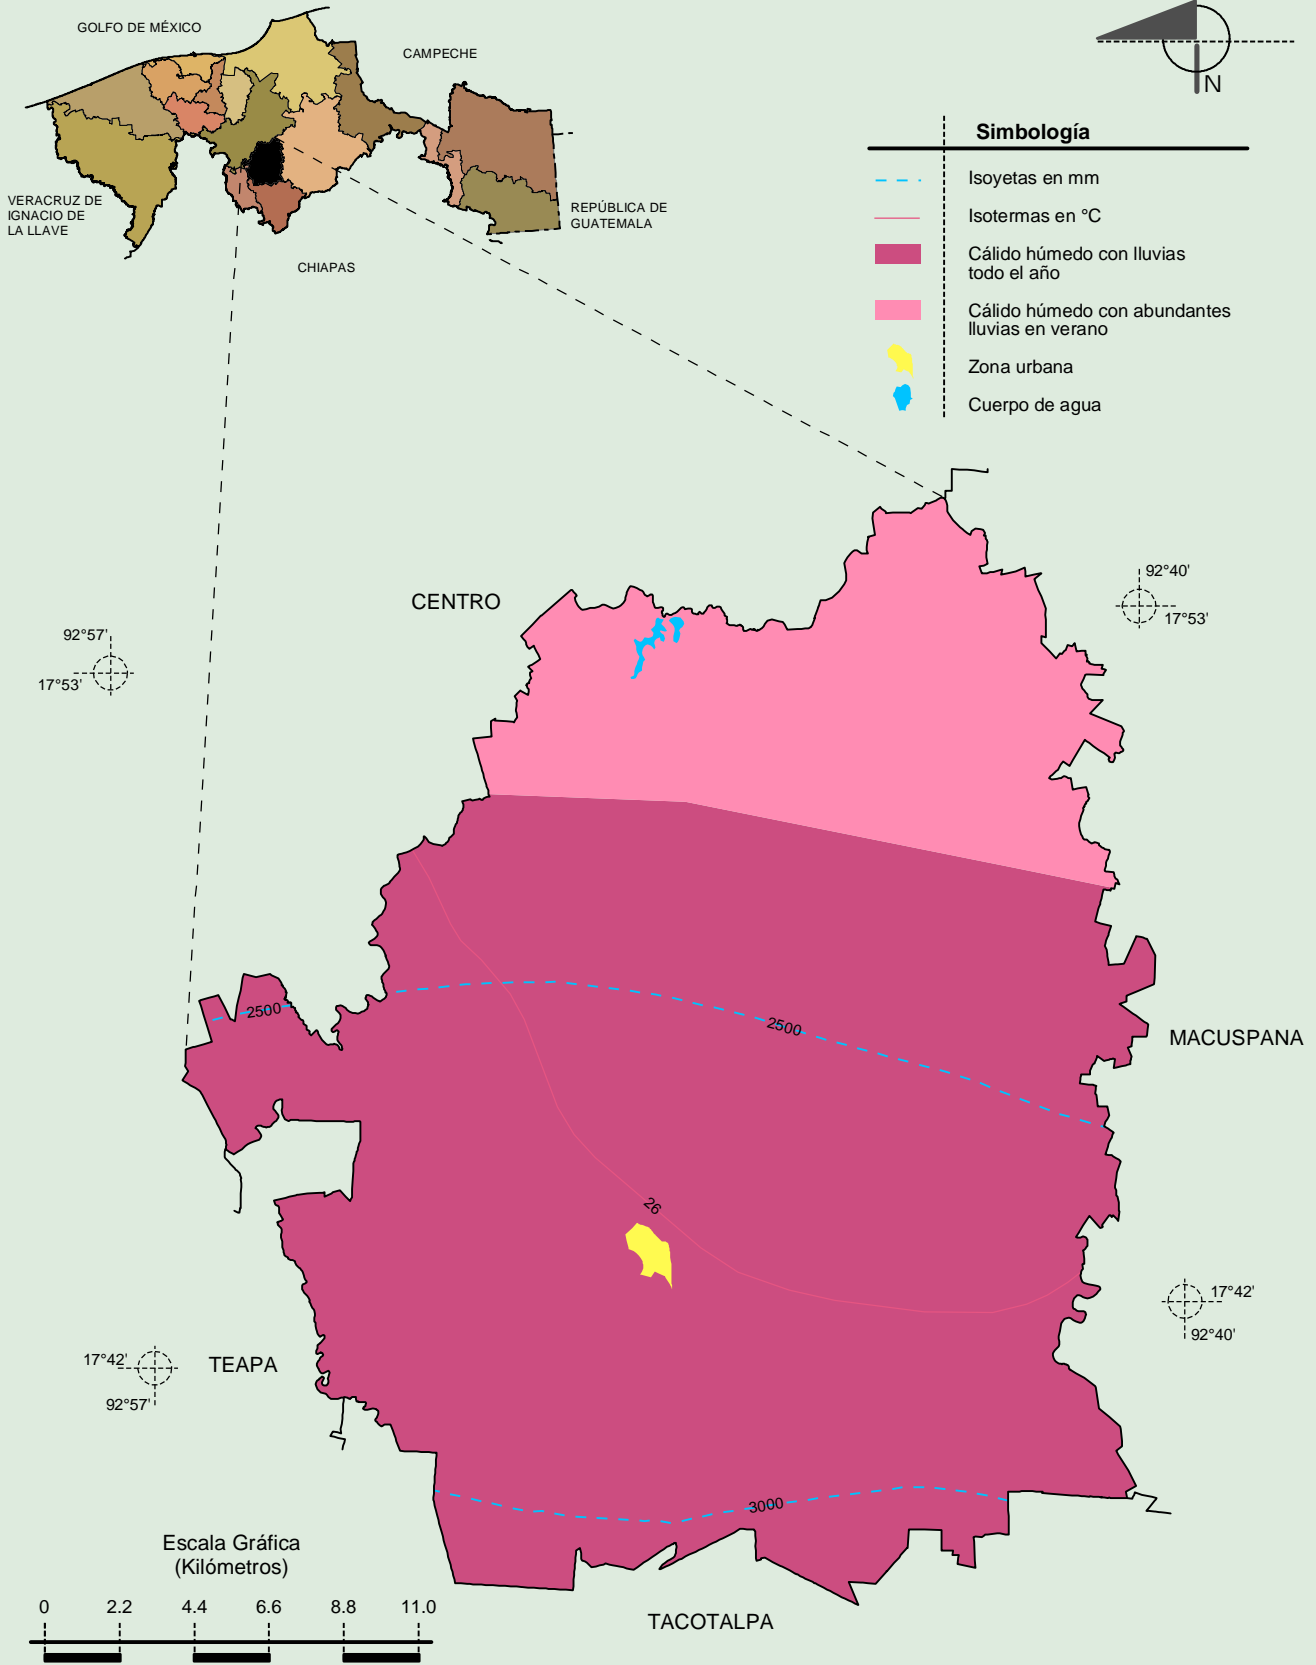 GOLFO DE MÉXICO
CAMPECHE
VERACRUZ DE
IGNACIO DE
LA LLAVE
REPÚBLICA DE
GUATEMALA
CHIAPAS
N
Simbología
Isoyetas en mm
Isotermas en °C
Cálido húmedo con lluvias
todo el año
Cálido húmedo con abundantes
lluvias en verano
Zona urbana
Cuerpo de agua
92°40'
17°53'
CENTRO
92°57'
17°53'
2500
2500
MACUSPANA
26
17°42'
92°40'
17°42'
92°57'
TEAPA
3000
TACOTALPA
Escala Gráfica
(Kilómetros)
0 2.2 4.4 6.6 8.8 11.0